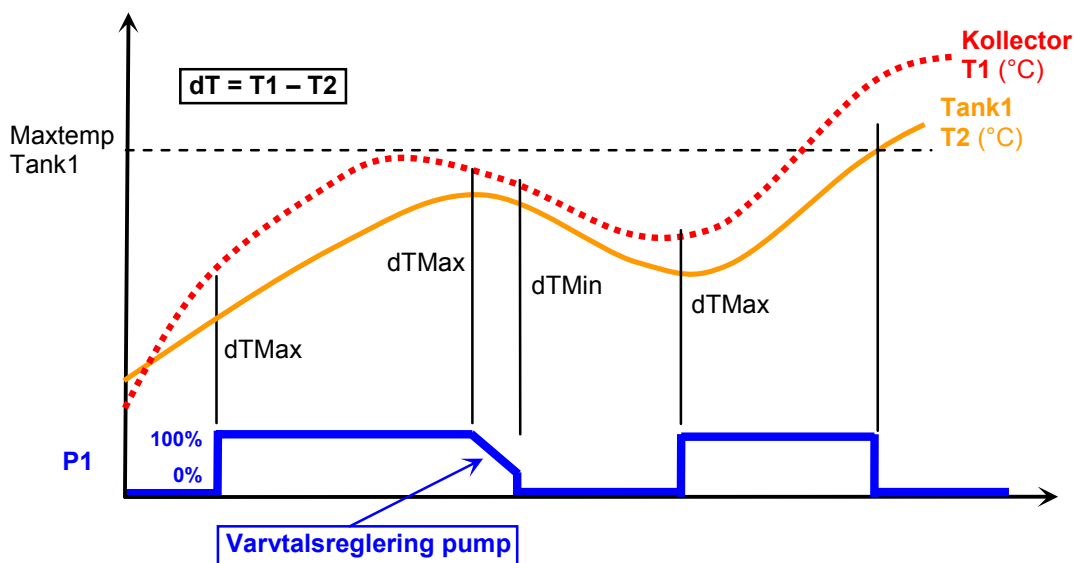 Kollector
T1 (°C)
dT = T1 – T2
Tank1
T2 (°C)
Maxtemp
Tank1
dTMax
dTMin
dTMax
dTMax
100%
P1
0%
Varvtalsreglering pump